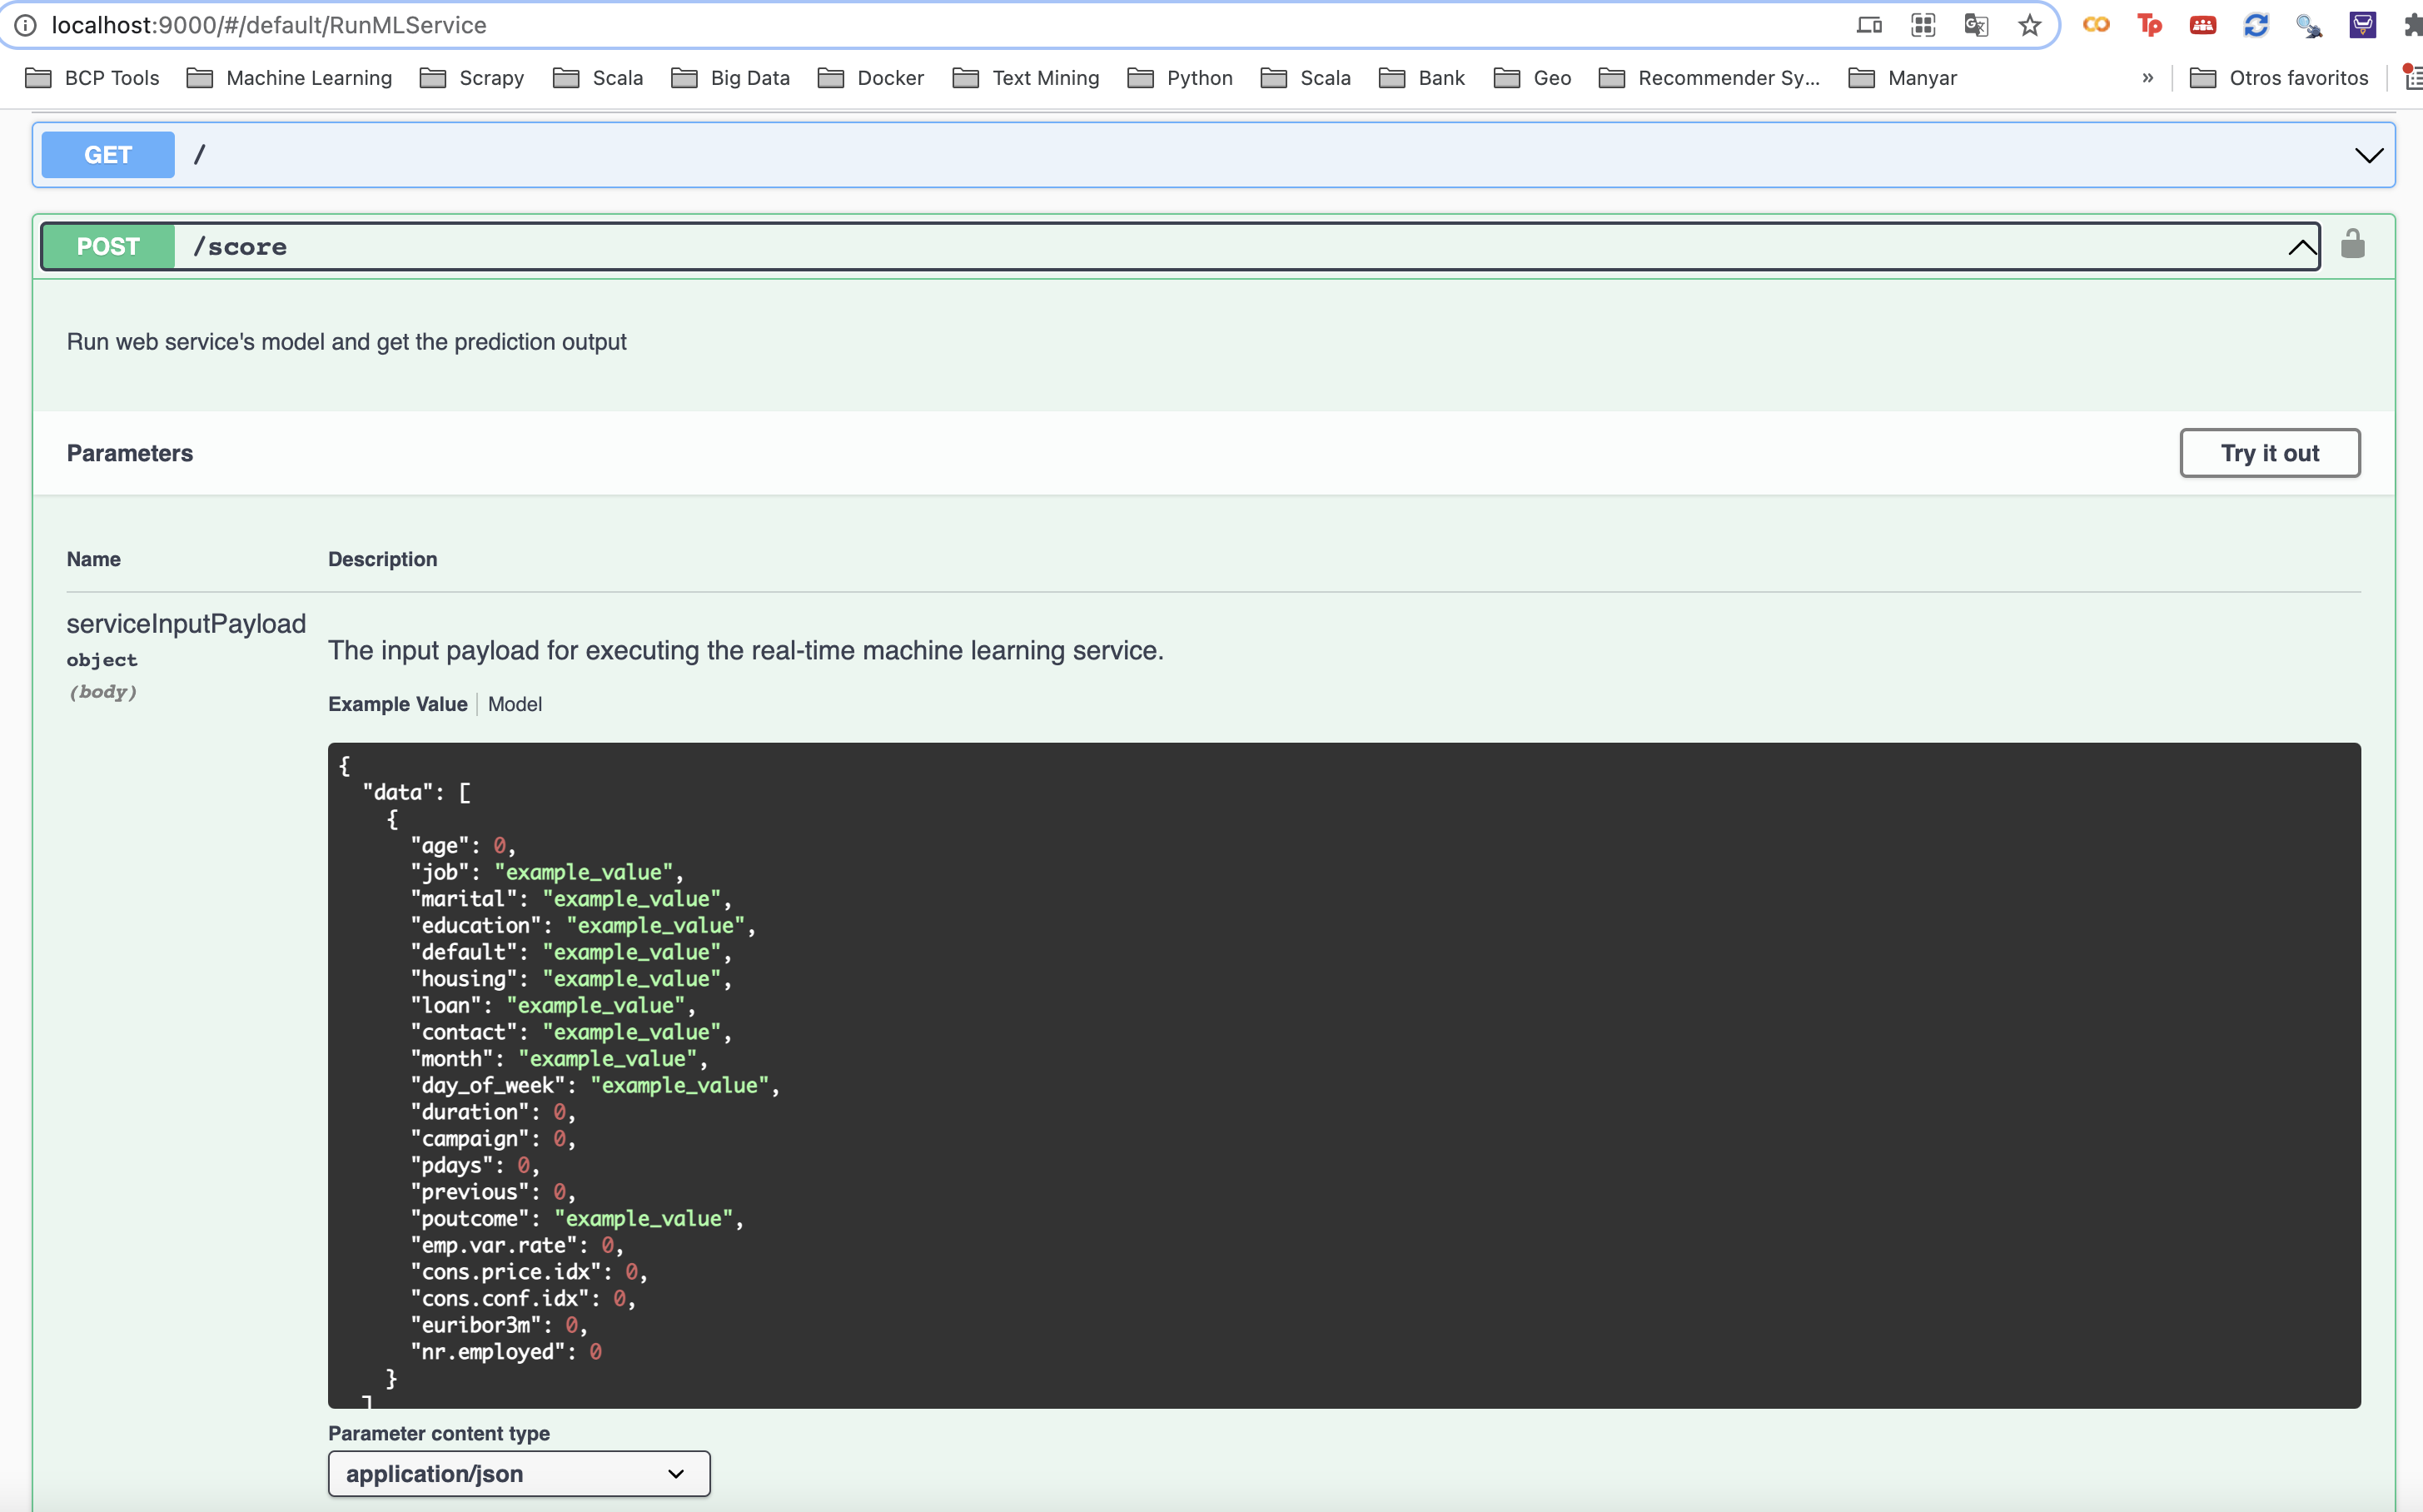 localhost:9000/#/default/RunMLService
BCP Tools Machine Learning Scrapy Scala Big Data Docker Text Mining Python Scala Bank Geo Recommender Sy... Manyar » Otros favoritos
GET /
POST /score
Run web service's model and get the prediction output
Parameters Try it out
Name Description
serviceInputPayload
object
(body)
The input payload for executing the real-time machine learning service.
Example Value Model
{
"data": [
{
"age": 0,
"job": "example_value",
"marital": "example_value",
"education": "example_value",
"default": "example_value",
"housing": "example_value",
"loan": "example_value",
"contact": "example_value",
"month": "example_value",
"day_of_week": "example_value",
"duration": 0,
"campaign": 0,
"pdays": 0,
"previous": 0,
"poutcome": "example_value",
"emp.var.rate": 0,
"cons.price.idx": 0,
"cons.conf.idx": 0,
"euribor3m": 0,
"nr.employed": 0
}
]
Parameter content type
application/json